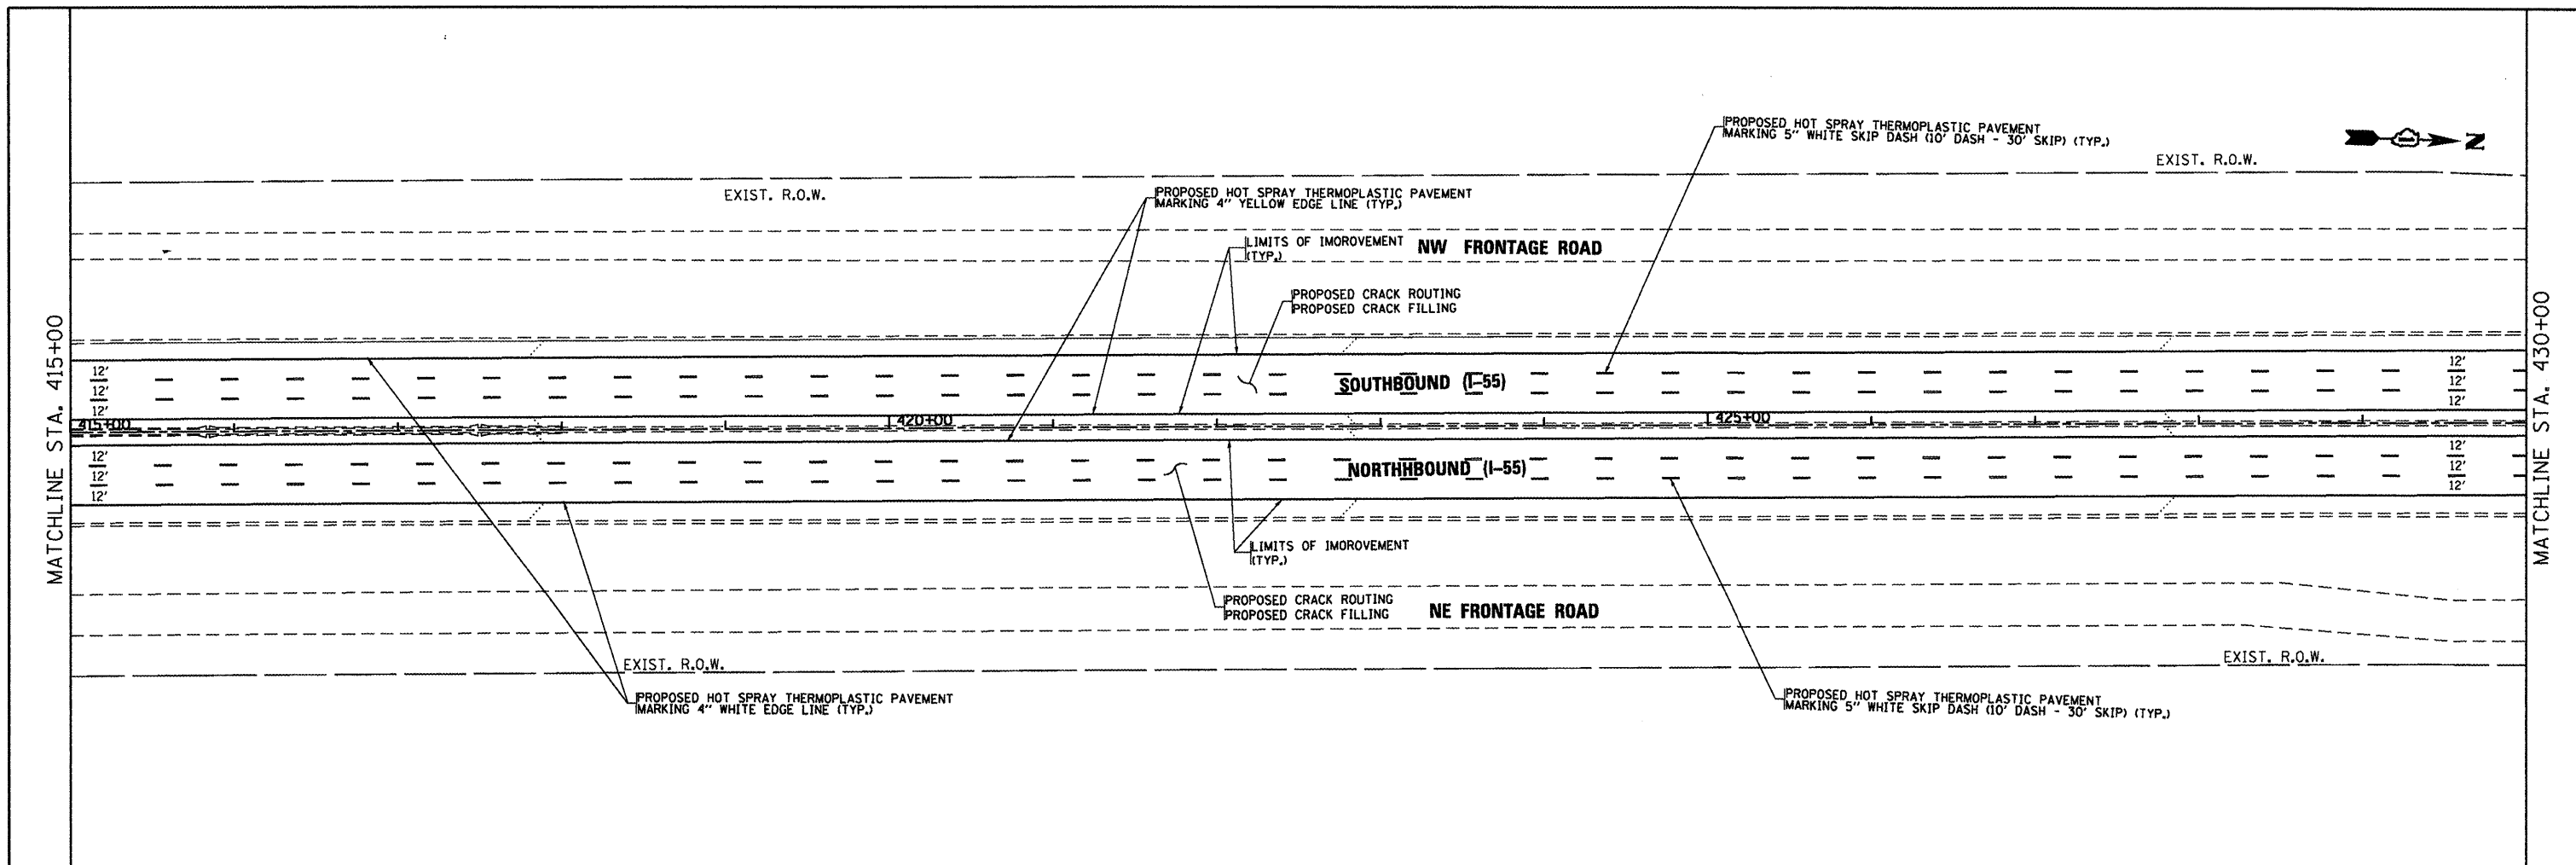 PROPOSED HOT SPRAY THERMOPLASTIC PAVEMENT
MARKING 5" WHITE SKIP DASH (10' DASH - 30' SKIP) (TYP.)
N
EXIST. R.O.W.
EXIST. R.O.W.
PROPOSED HOT SPRAY THERMOPLASTIC PAVEMENT
MARKING 4" YELLOW EDGE LINE (TYP.)
LIMITS OF IMOROVEMENT
(TYP.)
NW FRONTAGE ROAD
PROPOSED CRACK ROUTING
PROPOSED CRACK FILLING
MATCHLINE STA. 415+00
MATCHLINE STA. 430+00
12'
12'
12'
SOUTHBOUND (I-55)
12'
12'
12'
415+00
420+00
425+00
12'
12'
12'
NORTHHBOUND (I-55)
12'
12'
12'
LIMITS OF IMOROVEMENT
(TYP.)
PROPOSED CRACK ROUTING
PROPOSED CRACK FILLING
NE FRONTAGE ROAD
EXIST. R.O.W.
EXIST. R.O.W.
PROPOSED HOT SPRAY THERMOPLASTIC PAVEMENT
MARKING 4" WHITE EDGE LINE (TYP.)
PROPOSED HOT SPRAY THERMOPLASTIC PAVEMENT
MARKING 5" WHITE SKIP DASH (10' DASH - 30' SKIP) (TYP.)